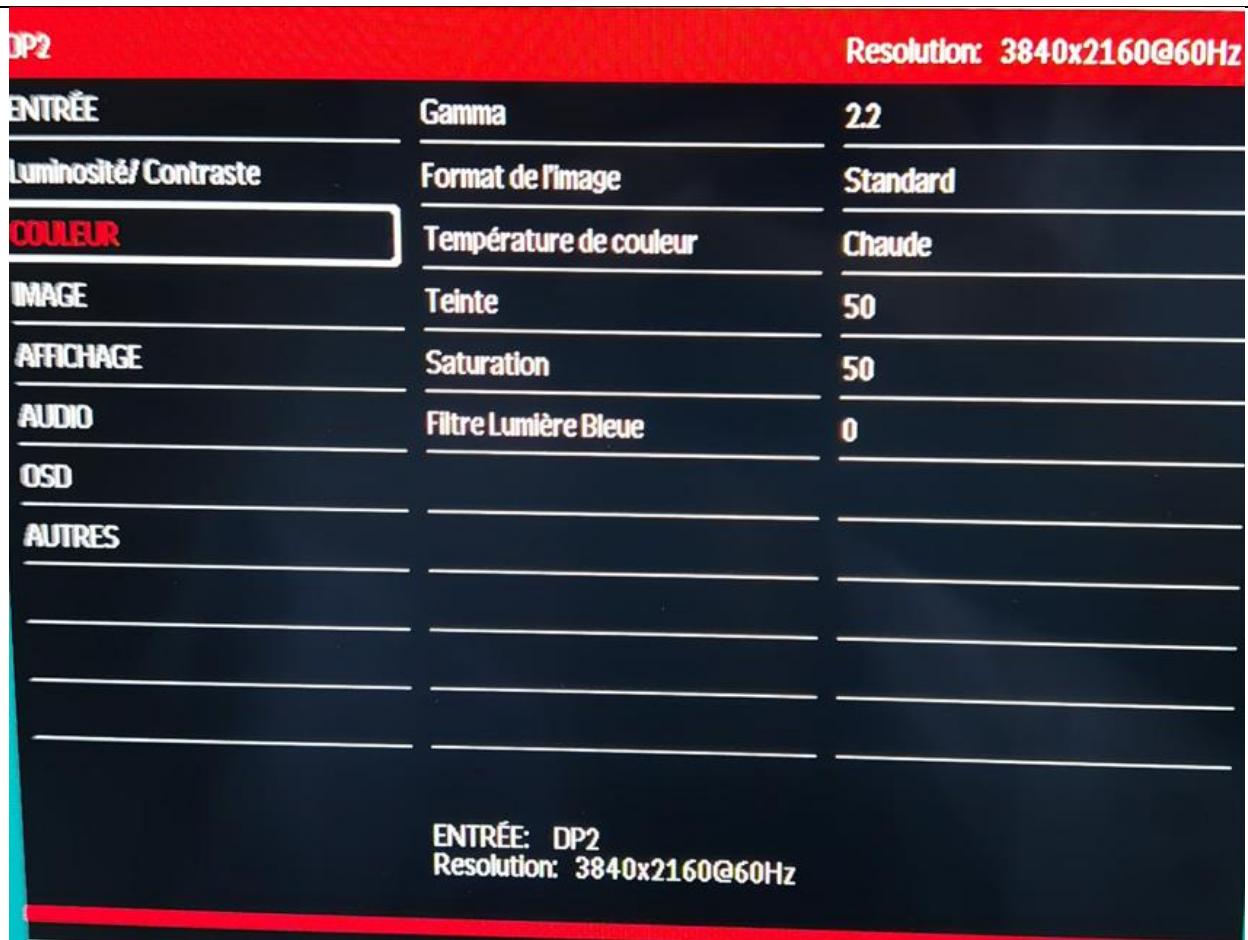 DP2 Resolution: 3840x2160@60Hz
ENTRÉE Gamma 2.2
Luminosité/ Contraste Format de l'image Standard
COULEUR Température de couleur Chaude
IMAGE Teinte 50
AFFICHAGE Saturation 50
AUDIO Filtre Lumière Bleue 0
OSD
AUTRES
ENTRÉE: DP2
Resolution: 3840x2160@60Hz